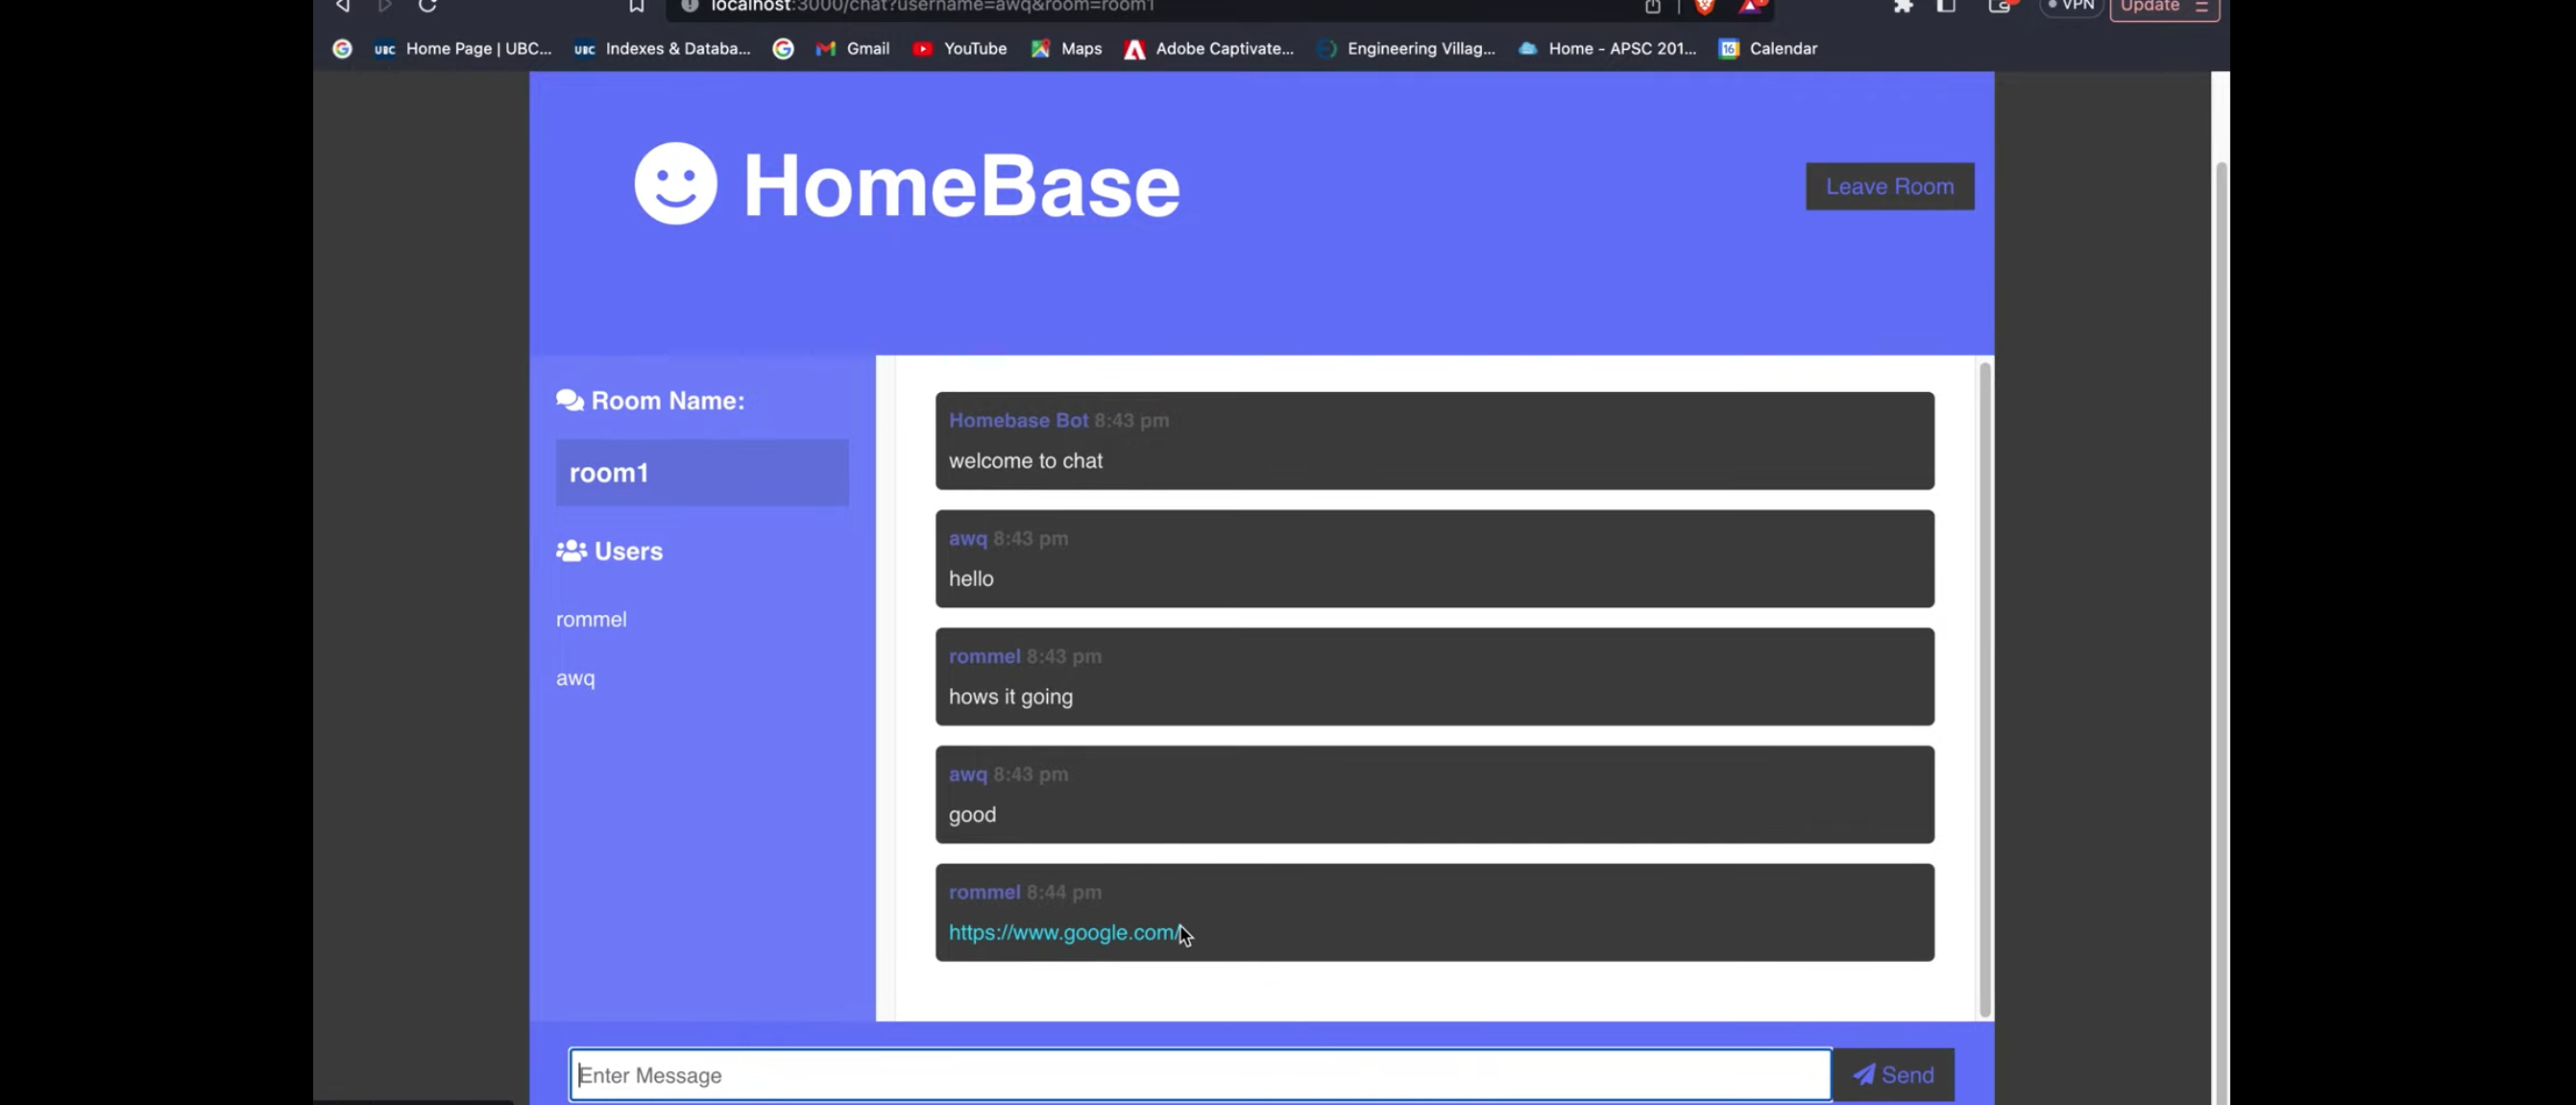 localhost:3000/chat?username=awq&room=room1
VPN
Update
UBC Home Page | UBC...
UBC Indexes & Databa...
Gmail
YouTube
Maps
Adobe Captivate...
Engineering Villag...
Home - APSC 201...
16 Calendar
HomeBase
Leave Room
Room Name:
room1
Users
rommel
awq
Homebase Bot 8:43 pm
welcome to chat
awq 8:43 pm
hello
rommel 8:43 pm
hows it going
awq 8:43 pm
good
rommel 8:44 pm
https://www.google.com/
Enter Message
Send